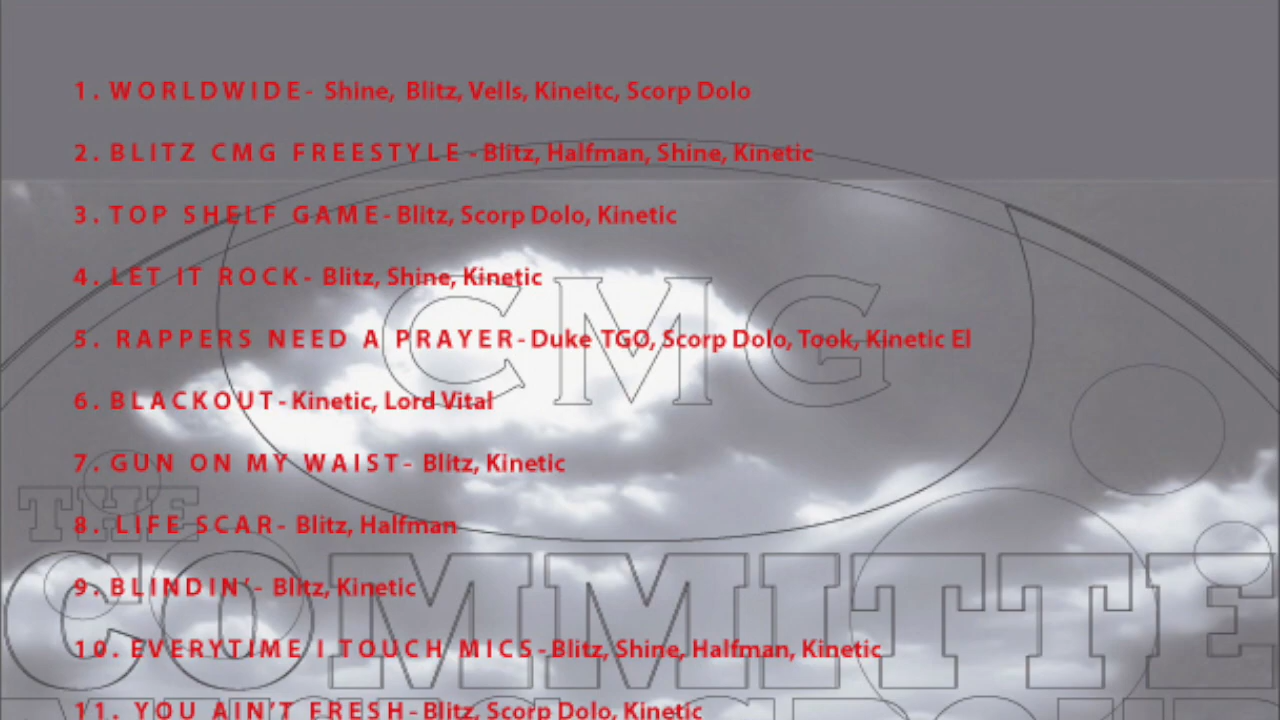 1. WORLDWIDE- Shine, Blitz, Vells, Kineitc, Scorp Dolo
2. BLITZ CMG FREESTYLE - Blitz, Halfman, Shine, Kinetic
3. TOP SHELF GAME- Blitz, Scorp Dolo, Kinetic
4. LET IT ROCK- Blitz, Shine, Kinetic
CMG
5. RAPPERS NEED A PRAYER- Duke TGO, Scorp Dolo, Took, Kinetic El
6. BLACKOUT- Kinetic, Lord Vital
7. GUN ON MY WAIST- Blitz, Kinetic
THE
8. LIFE SCAR- Blitz, Halfman
COMMITTE
9. BLINDIN'- Blitz, Kinetic
10. EVERYTIME I TOUCH MICS- Blitz, Shine, Halfman, Kinetic
11. YOU AIN'T FRESH- Blitz, Scorp Dolo, Kinetic